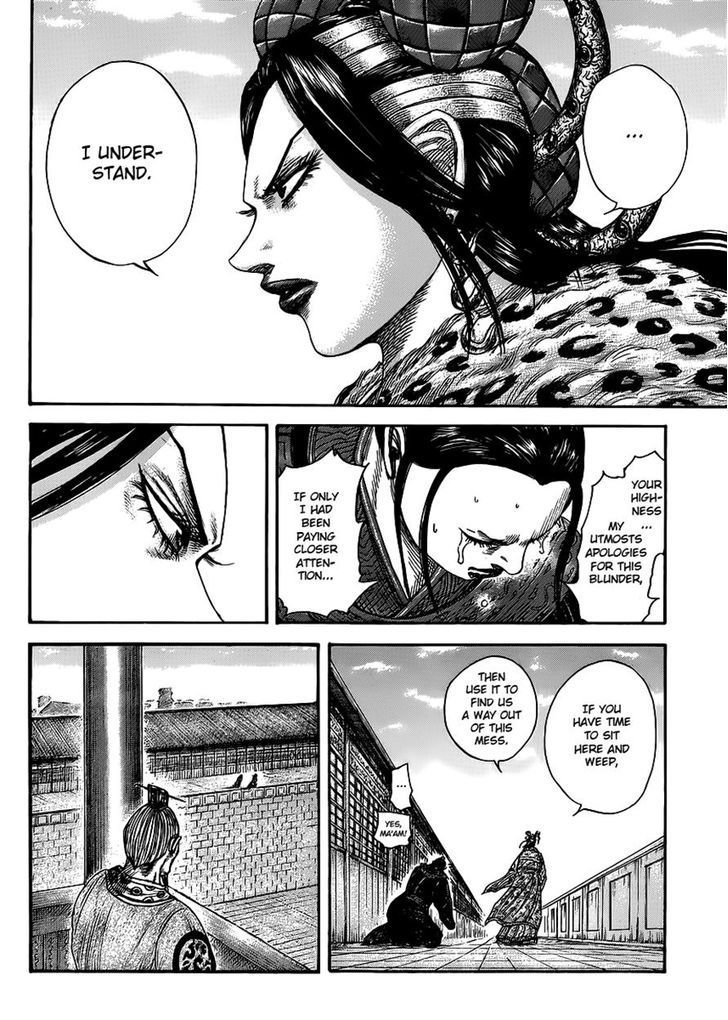 ...
I UNDER-
STAND.
YOUR
HIGH-
NESS
...
MY
UTMOSTS
APOLOGIES
FOR THIS
BLUNDER,
IF ONLY
I HAD
BEEN
PAYING
CLOSER
ATTEN-
TION...
IF YOU
HAVE TIME
TO SIT
HERE AND
WEEP,
THEN
USE IT TO
FIND US
A WAY OUT
OF THIS
MESS.
...
YES,
MA'AM!